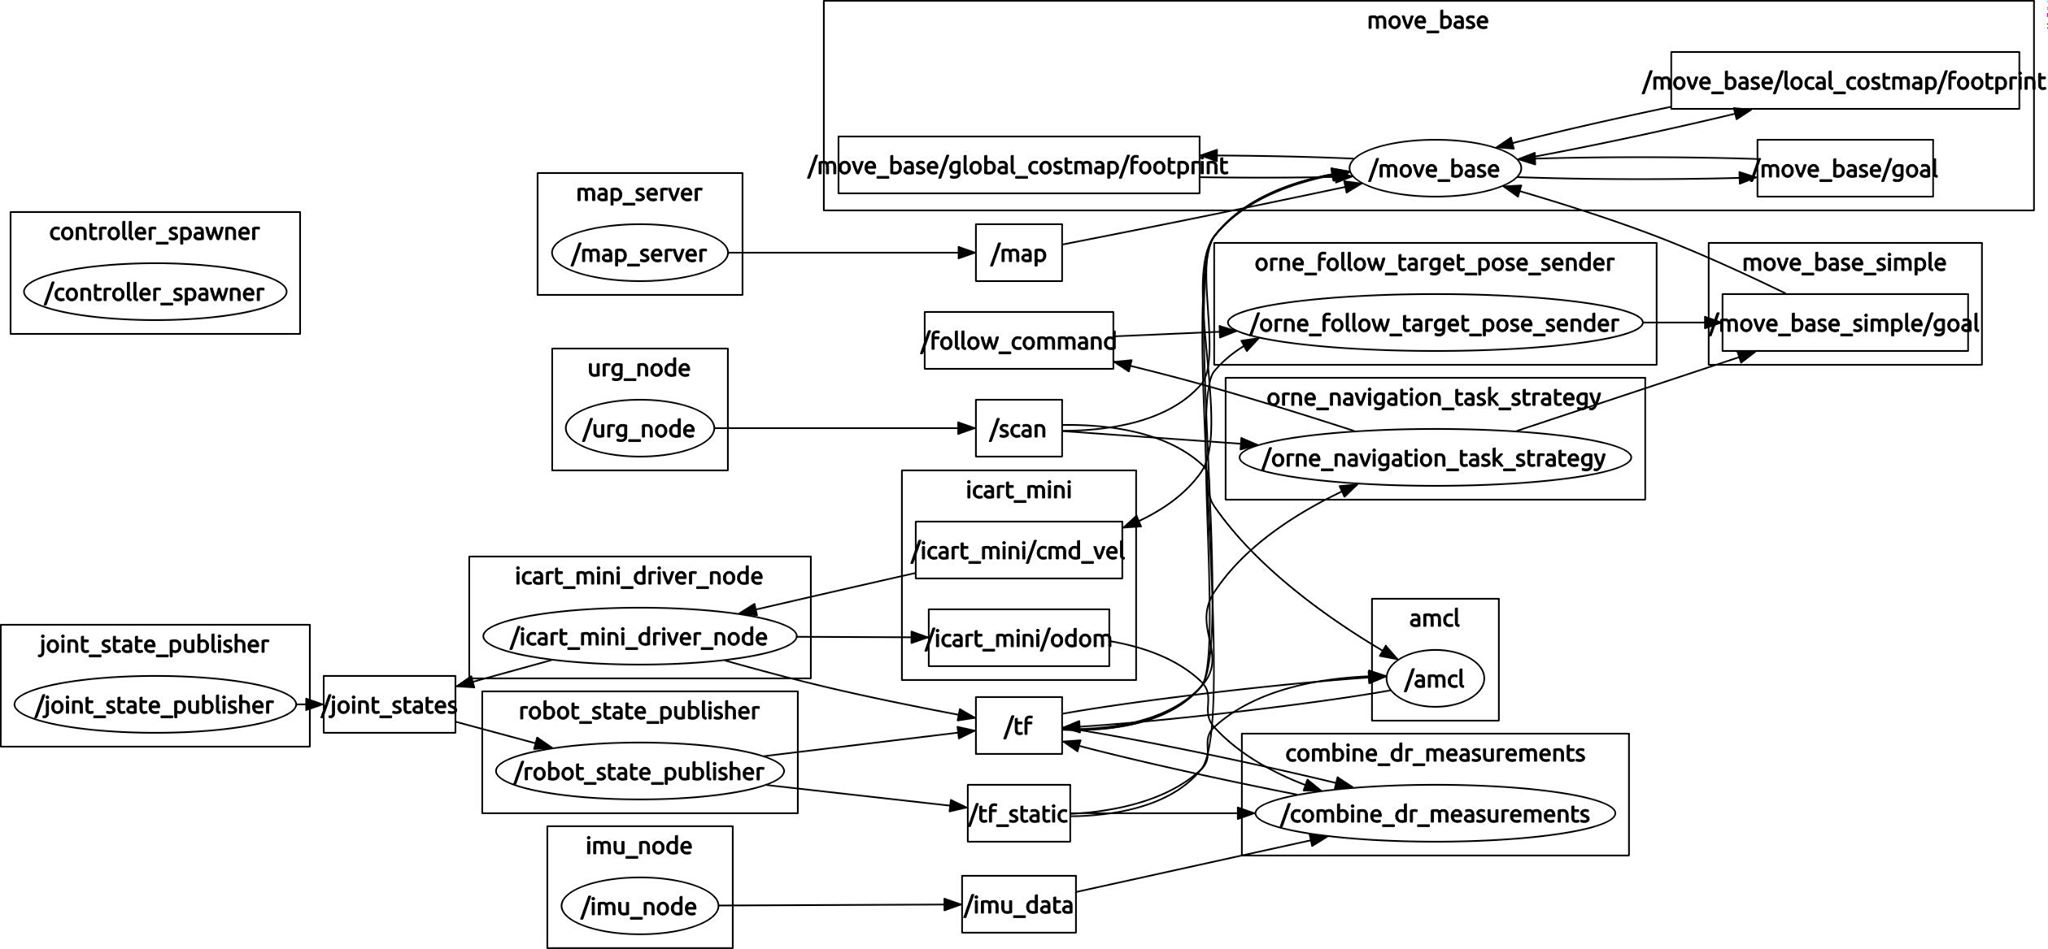 move_base
/move_base/local_costmap/footprint
/move_base/global_costmap/footprint
/move_base
/move_base/goal
map_server
/map_server
/map
controller_spawner
/controller_spawner
orne_follow_target_pose_sender
/orne_follow_target_pose_sender
move_base_simple
/move_base_simple/goal
/follow_command
urg_node
/urg_node
/scan
orne_navigation_task_strategy
/orne_navigation_task_strategy
icart_mini
/icart_mini/cmd_vel
/icart_mini/odom
icart_mini_driver_node
/icart_mini_driver_node
joint_state_publisher
/joint_state_publisher
/joint_states
robot_state_publisher
/robot_state_publisher
/tf
/tf_static
amcl
/amcl
combine_dr_measurements
/combine_dr_measurements
imu_node
/imu_node
/imu_data